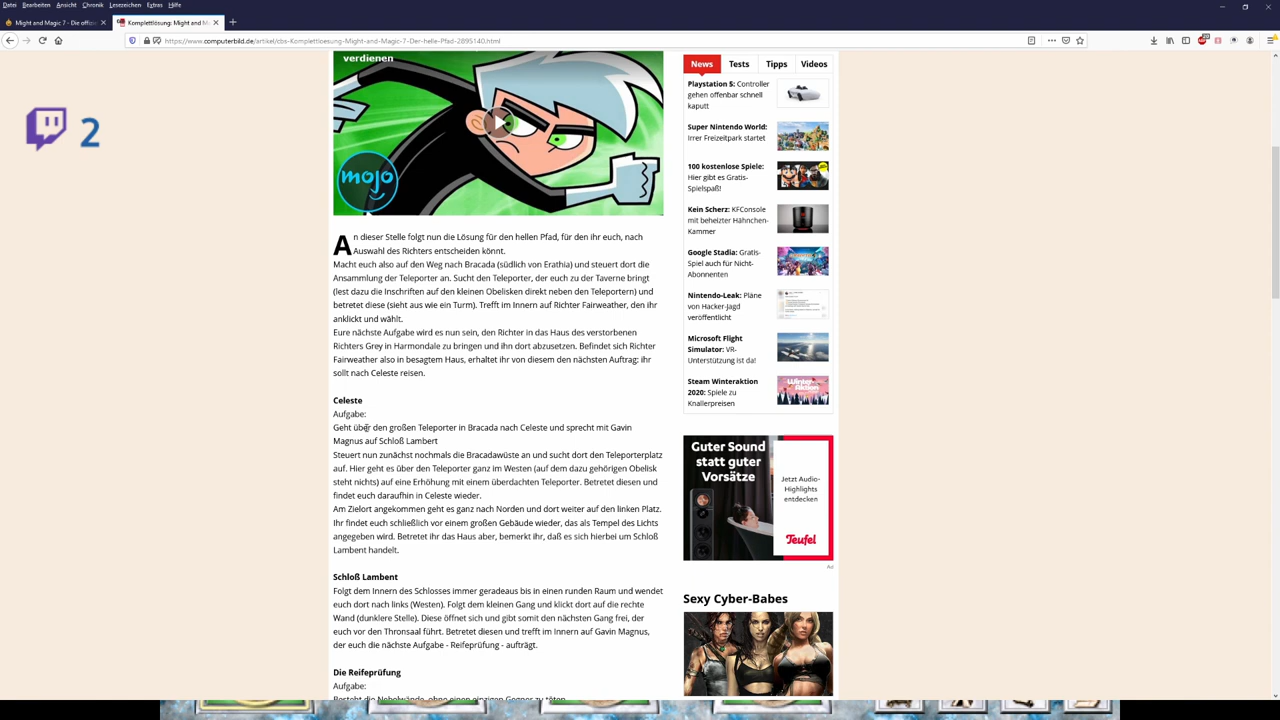 Datei Bearbeiten Ansicht Chronik Lesezeichen Extras Hilfe
Might and Magic 7 - Die offizie
Komplettlösung: Might and M
https://www.computerbild.de/artikel/cbs-Komplettloesung-Might-and-Magic-7-Der-helle-Pfad-2895140.html
2
verdienen
mojo
An dieser Stelle folgt nun die Lösung für den hellen Pfad, für den ihr euch, nach
Auswahl des Richters entscheiden könnt.
Macht euch also auf den Weg nach Bracada (südlich von Erathia) und steuert dort die
Ansammlung der Teleporter an. Sucht den Teleporter, der euch zu der Taverne bringt
(lest dazu die Inschriften auf den kleinen Obelisken direkt neben den Teleportern) und
betretet diese (sieht aus wie ein Turm). Trefft im Innern auf Richter Fairweather, den ihr
anklickt und wählt.
Eure nächste Aufgabe wird es nun sein, den Richter in das Haus des verstorbenen
Richters Grey in Harmondale zu bringen und ihn dort abzusetzen. Befindet sich Richter
Fairweather also in besagtem Haus, erhaltet ihr von diesem den nächsten Auftrag: ihr
sollt nach Celeste reisen.
Celeste
Aufgabe:
Geht über den großen Teleporter in Bracada nach Celeste und sprecht mit Gavin
Magnus auf Schloß Lambert
Steuert nun zunächst nochmals die Bracadawüste an und sucht dort den Teleporterplatz
auf. Hier geht es über den Teleporter ganz im Westen (auf dem dazu gehörigen Obelisk
steht nichts) auf eine Erhöhung mit einem überdachten Teleporter. Betretet diesen und
findet euch daraufhin in Celeste wieder.
Am Zielort angekommen geht es ganz nach Norden und dort weiter auf den linken Platz.
Ihr findet euch schließlich vor einem großen Gebäude wieder, das als Tempel des Lichts
angegeben wird. Betretet ihr das Haus aber, bemerkt ihr, daß es sich hierbei um Schloß
Lambent handelt.
Schloß Lambent
Folgt dem Innern des Schlosses immer geradeaus bis in einen runden Raum und wendet
euch dort nach links (Westen). Folgt dem kleinen Gang und klickt dort auf die rechte
Wand (dunklere Stelle). Diese öffnet sich und gibt somit den nächsten Gang frei, der
euch vor den Thronsaal führt. Betretet diesen und trefft im Innern auf Gavin Magnus,
der euch die nächste Aufgabe - Reifeprüfung - aufträgt.
Die Reifeprüfung
Aufgabe:
Besteht die Nebelwände, ohne einen einzigen Gegner zu töten
News Tests Tipps Videos
Playstation 5: Controller
gehen offenbar schnell
kaputt
Super Nintendo World:
Irrer Freizeitpark startet
100 kostenlose Spiele:
Hier gibt es Gratis-
Spielspaß!
Kein Scherz: KFConsole
mit beheizter Hähnchen-
Kammer
Google Stadia: Gratis-
Spiel auch für Nicht-
Abonnenten
Nintendo-Leak: Pläne
von Hacker-Jagd
veröffentlicht
Microsoft Flight
Simulator: VR-
Unterstützung ist da!
Steam Winteraktion
2020: Spiele zu
Knallerpreisen
Guter Sound
statt guter
Vorsätze
Jetzt Audio-
Highlights
entdecken
Teufel
Ad
Sexy Cyber-Babes